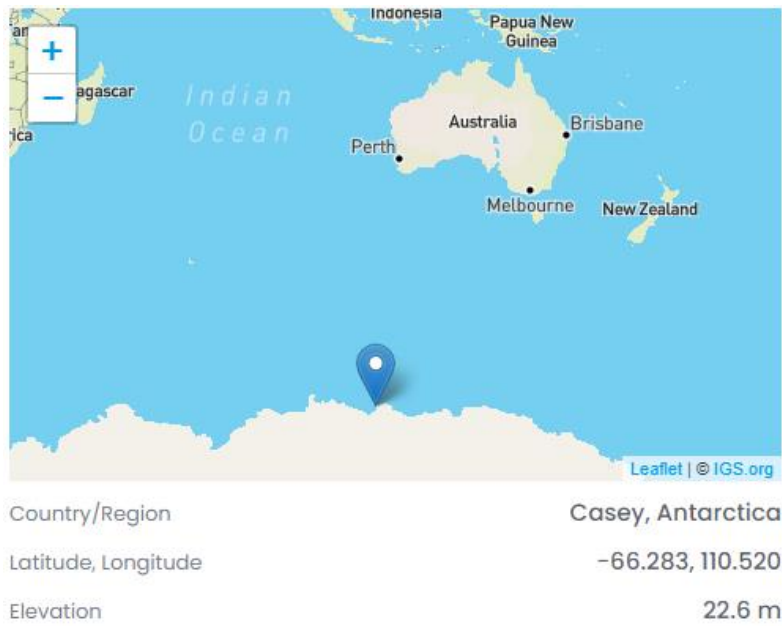 Indonesia
Papua New
Guinea
+
−
agascar
Indian
Ocean
ica
Australia
Brisbane
Perth
Melbourne
New Zealand
Leaflet | © IGS.org
Country/Region Casey, Antarctica
Latitude, Longitude -66.283, 110.520
Elevation 22.6 m